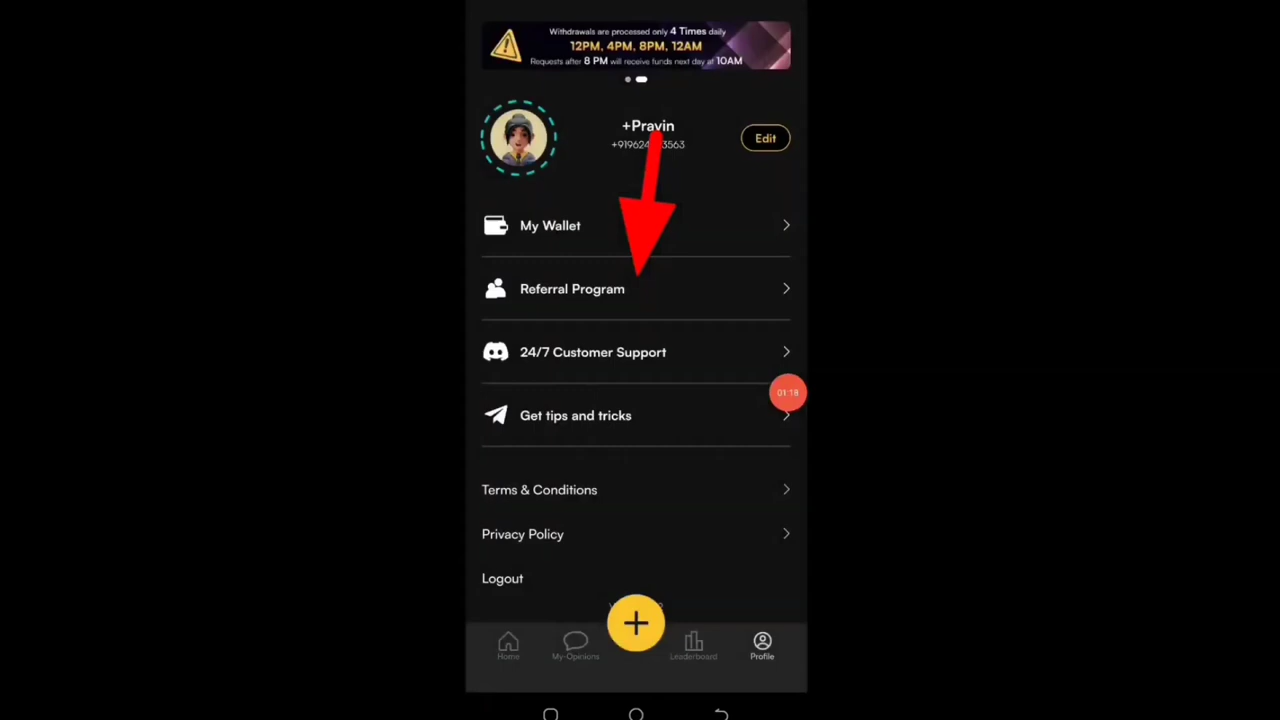 Withdrawals are processed only 4 Times daily
12PM, 4PM, 8PM, 12AM
Requests after 8 PM will receive funds next day at 10AM
+Pravin
Edit
My Wallet
Referral Program
24/7 Customer Support
01:18
Get tips and tricks
Terms & Conditions
Privacy Policy
Logout
Home
My-Opinions
Leaderboard
Profile